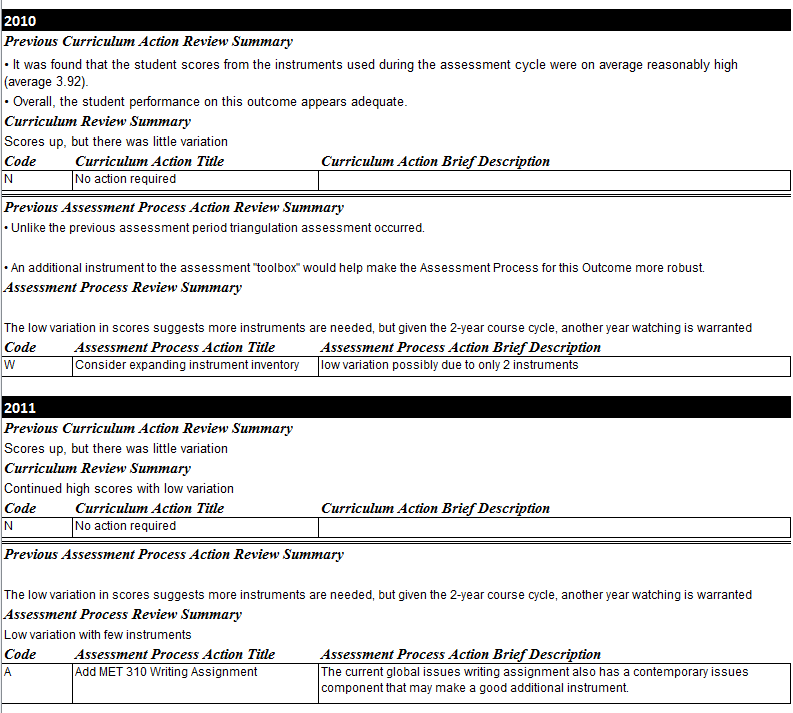 2010
Previous Curriculum Action Review Summary
• It was found that the student scores from the instruments used during the assessment cycle were on average reasonably high
(average 3.92).
• Overall, the student performance on this outcome appears adequate.
Curriculum Review Summary
Scores up, but there was little variation
Code Curriculum Action Title Curriculum Action Brief Description
N No action required
Previous Assessment Process Action Review Summary
• Unlike the previous assessment period triangulation assessment occurred.
• An additional instrument to the assessment "toolbox" would help make the Assessment Process for this Outcome more robust.
Assessment Process Review Summary
The low variation in scores suggests more instruments are needed, but given the 2-year course cycle, another year watching is warranted
Code Assessment Process Action Title Assessment Process Action Brief Description
W Consider expanding instrument inventory low variation possibly due to only 2 instruments
2011
Previous Curriculum Action Review Summary
Scores up, but there was little variation
Curriculum Review Summary
Continued high scores with low variation
Code Curriculum Action Title Curriculum Action Brief Description
N No action required
Previous Assessment Process Action Review Summary
The low variation in scores suggests more instruments are needed, but given the 2-year course cycle, another year watching is warranted
Assessment Process Review Summary
Low variation with few instruments
Code Assessment Process Action Title Assessment Process Action Brief Description
A Add MET 310 Writing Assignment The current global issues writing assignment also has a contemporary issues
component that may make a good additional instrument.